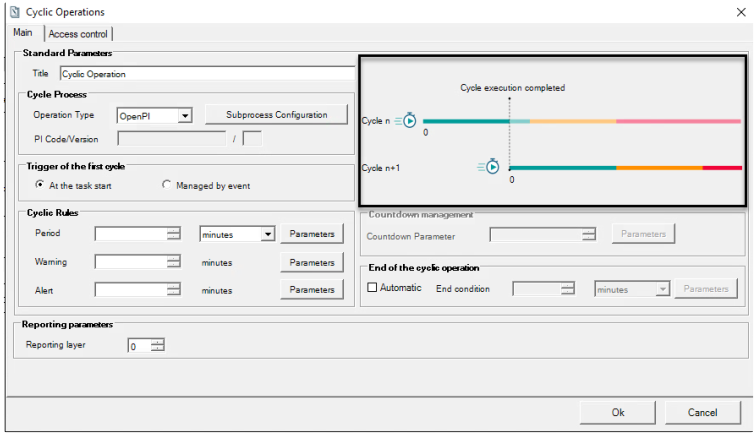 Cyclic Operations
Main Access control
Standard Parameters
Title Cyclic Operation
Cycle Process
Operation Type OpenPI Subprocess Configuration
PI Code/Version /
Trigger of the first cycle
At the task start Managed by event
Cyclic Rules
Period minutes Parameters
Warning minutes Parameters
Alert minutes Parameters
Cycle execution completed
Cycle n
0
Cycle n+1
0
Countdown management
Countdown Parameter Parameters
End of the cyclic operation
Automatic End condition minutes Parameters
Reporting parameters
Reporting layer 0
Ok Cancel